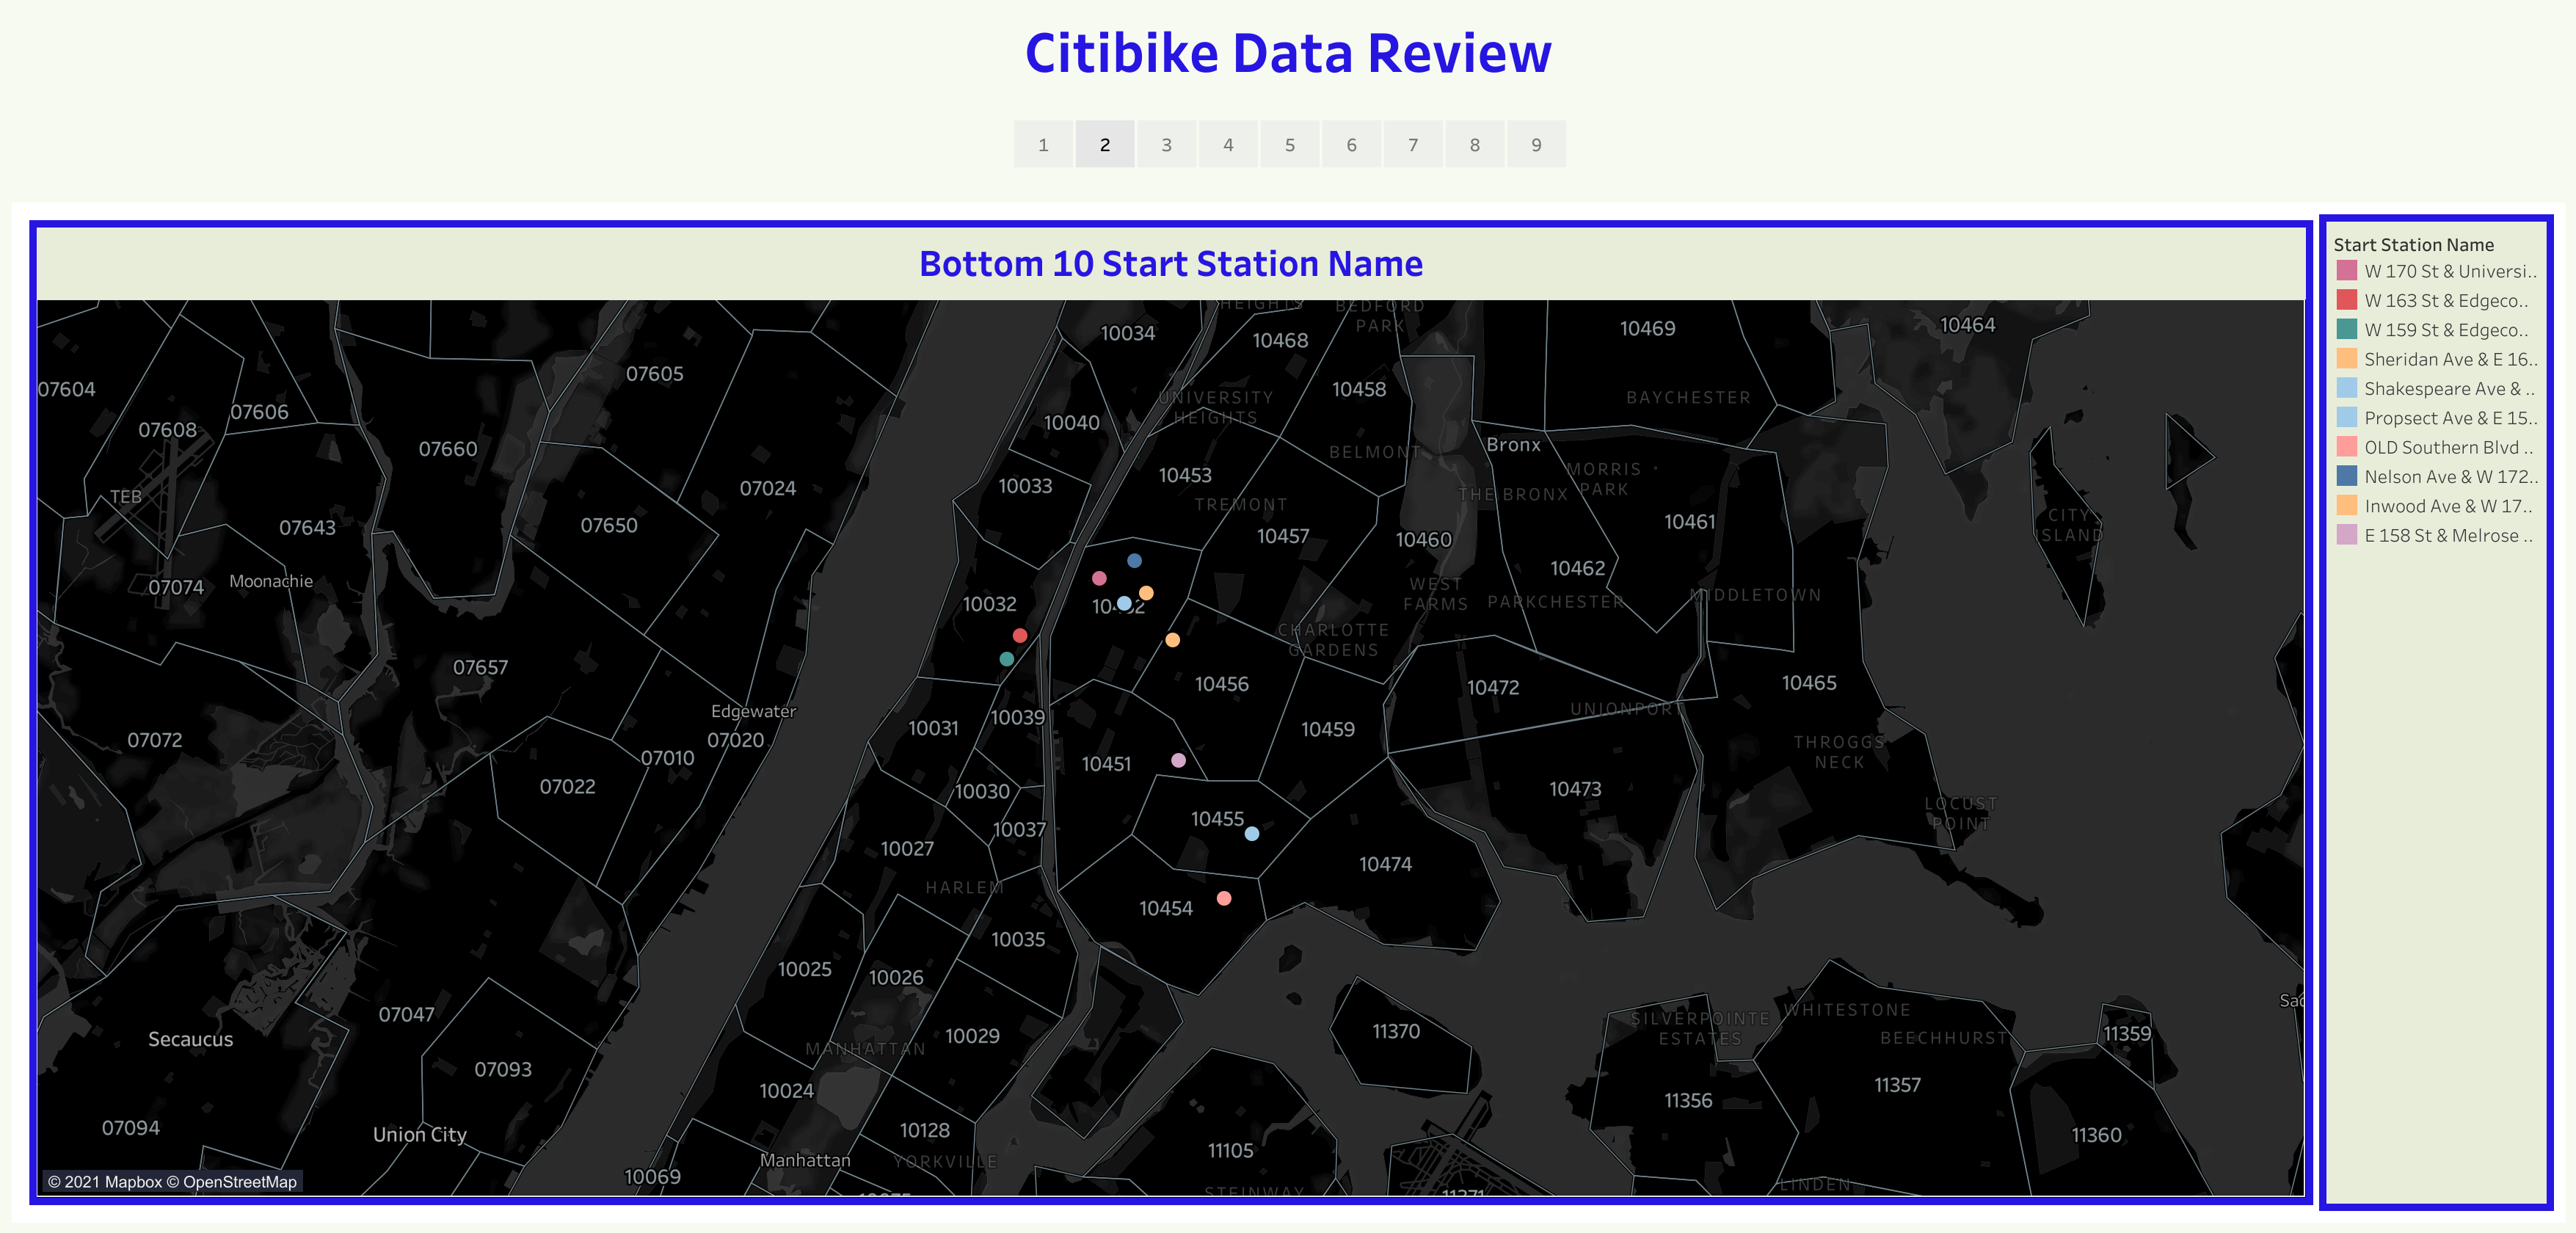 Citibike Data Review
1 2 3 4 5 6 7 8 9
Bottom 10 Start Station Name
Start Station Name
W 170 St & Universi..
W 163 St & Edgeco..
W 159 St & Edgeco..
Sheridan Ave & E 16..
Shakespeare Ave & ..
Propsect Ave & E 15..
OLD Southern Blvd ..
Nelson Ave & W 172..
Inwood Ave & W 17..
E 158 St & Melrose ..
HEIGHTS
BEDFORD
PARK
10034
10468
10469
10464
07604
07605
07606
07608
10458
UNIVERSITY
HEIGHTS
BAYCHESTER
10040
07660
BELMONT
Bronx
MORRIS
PARK
10453
10033
07024
TEB
THE BRONX
TREMONT
07643
07650
10457
10460
10461
CITY
ISLAND
07074
Moonachie
10462
WEST
FARMS
PARKCHESTER
MIDDLETOWN
10032
CHARLOTTE
GARDENS
07657
10456
10472
10465
Edgewater
UNIONPORT
10039
10031
10459
07072
07020
07010
THROGGS
NECK
10451
07022
10030
10473
LOCUST
POINT
10455
10037
10027
10474
HARLEM
10454
10035
10025
10026
07047
SILVERPOINTE
ESTATES
WHITESTONE
BEECHHURST
11370
11359
Secaucus
10029
MANHATTAN
07093
10024
11357
11356
07094
Union City
10128
11360
11105
Manhattan
YORKVILLE
10069
LINDEN
STEINWAY
© 2021 Mapbox © OpenStreetMap